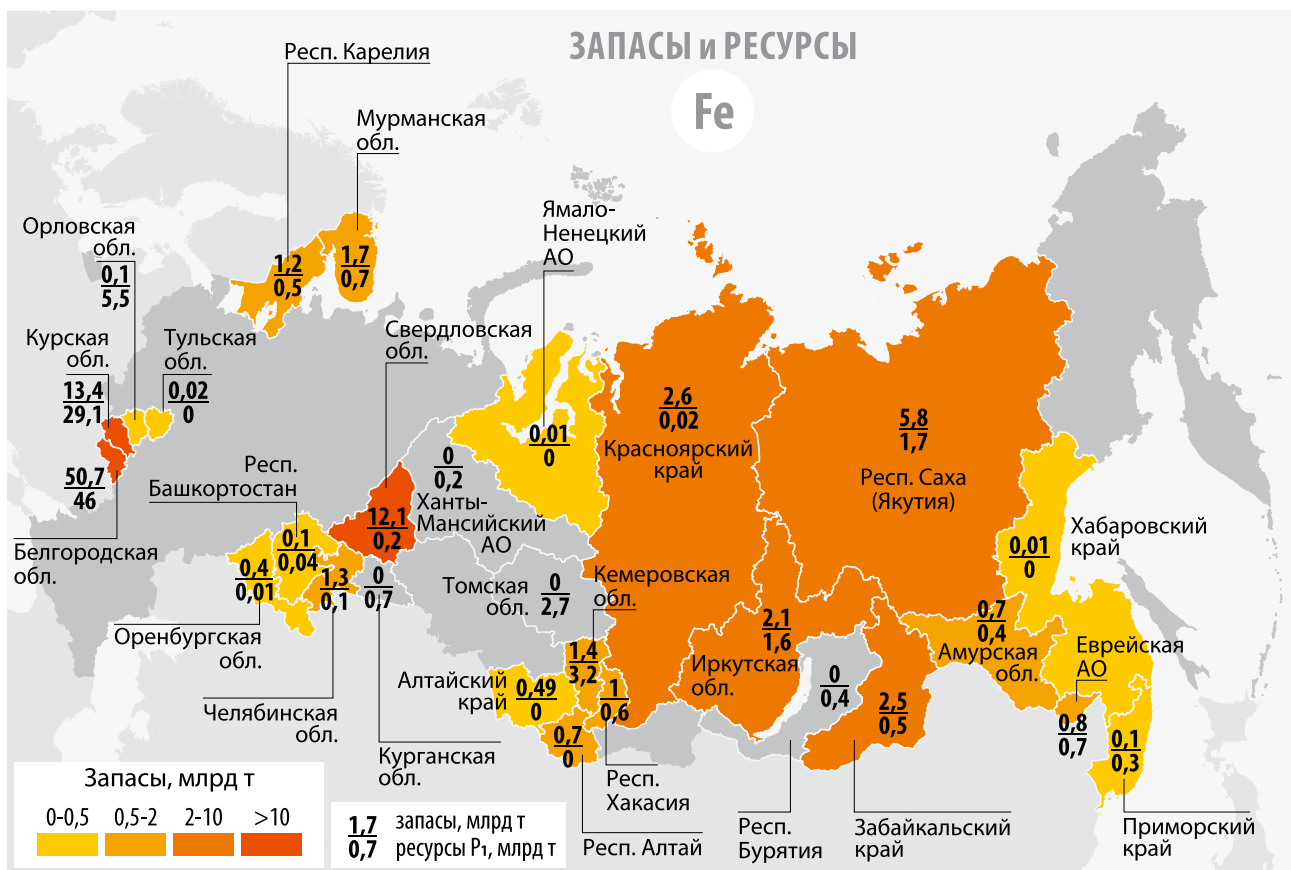 ЗАПАСЫ и РЕСУРСЫ
Fe
Респ. Карелия
1,2
0,5
Мурманская
обл.
1,7
0,7
Орловская
обл.
0,1
5,5
Ямало-
Ненецкий
АО
0,01
0
Курская
обл.
13,4
29,1
Тульская
обл.
0,02
0
Свердловская
обл.
12,1
0,2
50,7
46
Белгородская
обл.
Респ.
Башкортостан
0,1
0,04
0
0,2
Ханты-
Мансийский
АО
2,6
0,02
Красноярский
край
5,8
1,7
Респ. Саха
(Якутия)
Хабаровский
край
0,01
0
0,4
0,01
Оренбургская
обл.
1,3
0,1
Челябинская
обл.
0
0,7
Курганская
обл.
Томская
обл.
0
2,7
Кемеровская
обл.
1,4
3,2
2,1
1,6
Иркутская
обл.
0,7
0,4
Амурская
обл.
Еврейская
АО
0,8
0,7
Алтайский
край
0,49
0
1
0,6
Респ.
Хакасия
0,7
0
Респ. Алтай
0
0,4
Респ.
Бурятия
2,5
0,5
Забайкальский
край
0,1
0,3
Приморский
край
Запасы, млрд т
0-0,5 0,5-2 2-10 >10
1,7 запасы, млрд т
0,7 ресурсы P₁, млрд т